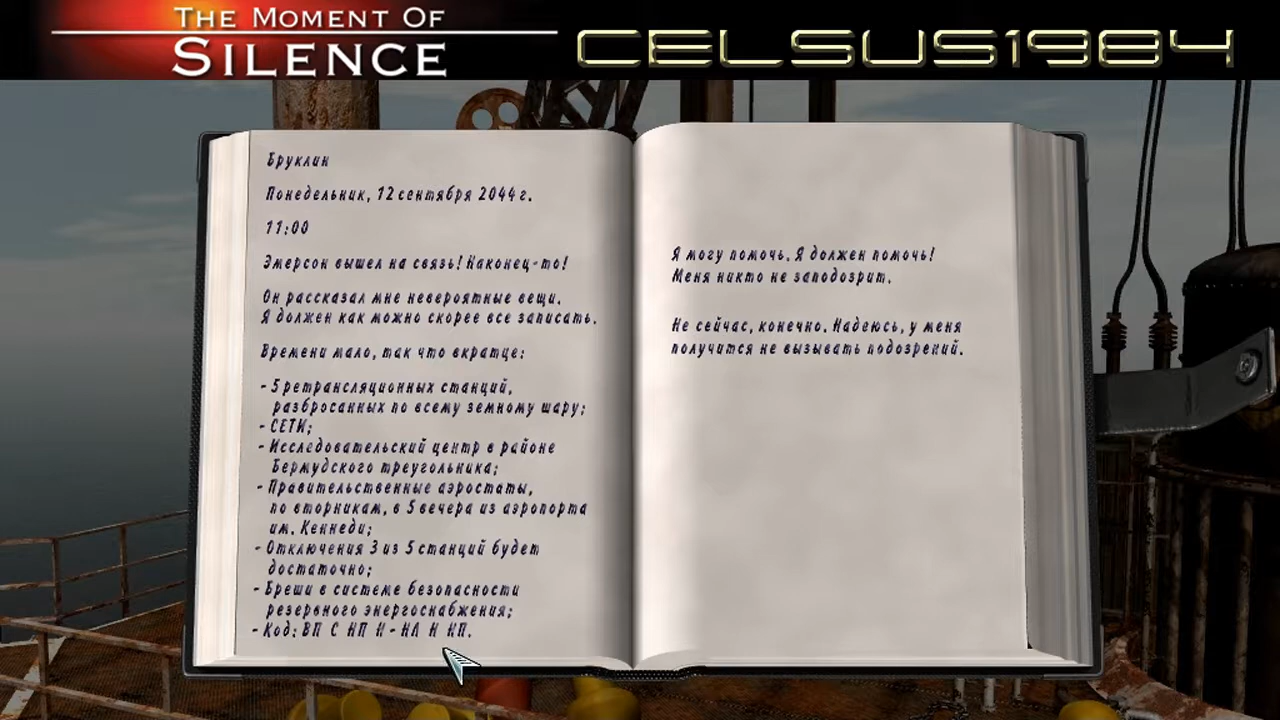 THE MOMENT OF
SILENCE
CELSUS1984
Бруклин
Понедельник, 12 сентября 2044 г.
11:00
Эмерсон вышел на связь! Наконец-то!
Он рассказал мне невероятные вещи.
Я должен как можно скорее все записать.
Времени мало, так что вкратце:
- 5 ретрансляционных станций,
разбросанных по всему земному шару;
- СЕТИ;
- Исследовательский центр в районе
Бермудского треугольника;
- Правительственные аэростаты,
по вторникам, в 5 вечера из аэропорта
им. Кеннеди;
- Отключения 3 из 5 станций будет
достаточно;
- Бреши в системе безопасности
резервного энергоснабжения;
- Код: ВП С НП Н - НЛ Н НП.
Я могу помочь. Я должен помочь!
Меня никто не заподозрит.
Не сейчас, конечно. Надеюсь, у меня
получится не вызывать подозрений.